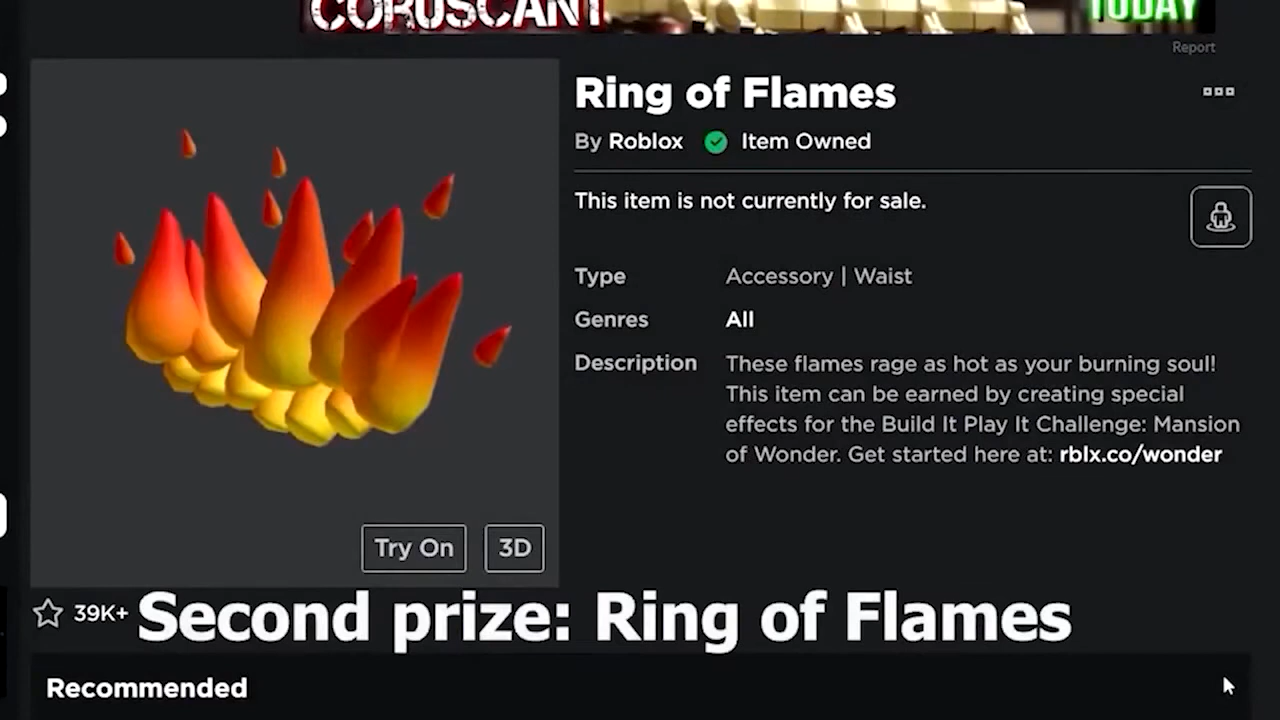 CORUSCANT
TODAY
Report
Ring of Flames
By Roblox Item Owned
This item is not currently for sale.
Type Accessory | Waist
Genres All
Description These flames rage as hot as your burning soul!
This item can be earned by creating special
effects for the Build It Play It Challenge: Mansion
of Wonder. Get started here at: rblx.co/wonder
Try On 3D
39K+
Second prize: Ring of Flames
Recommended